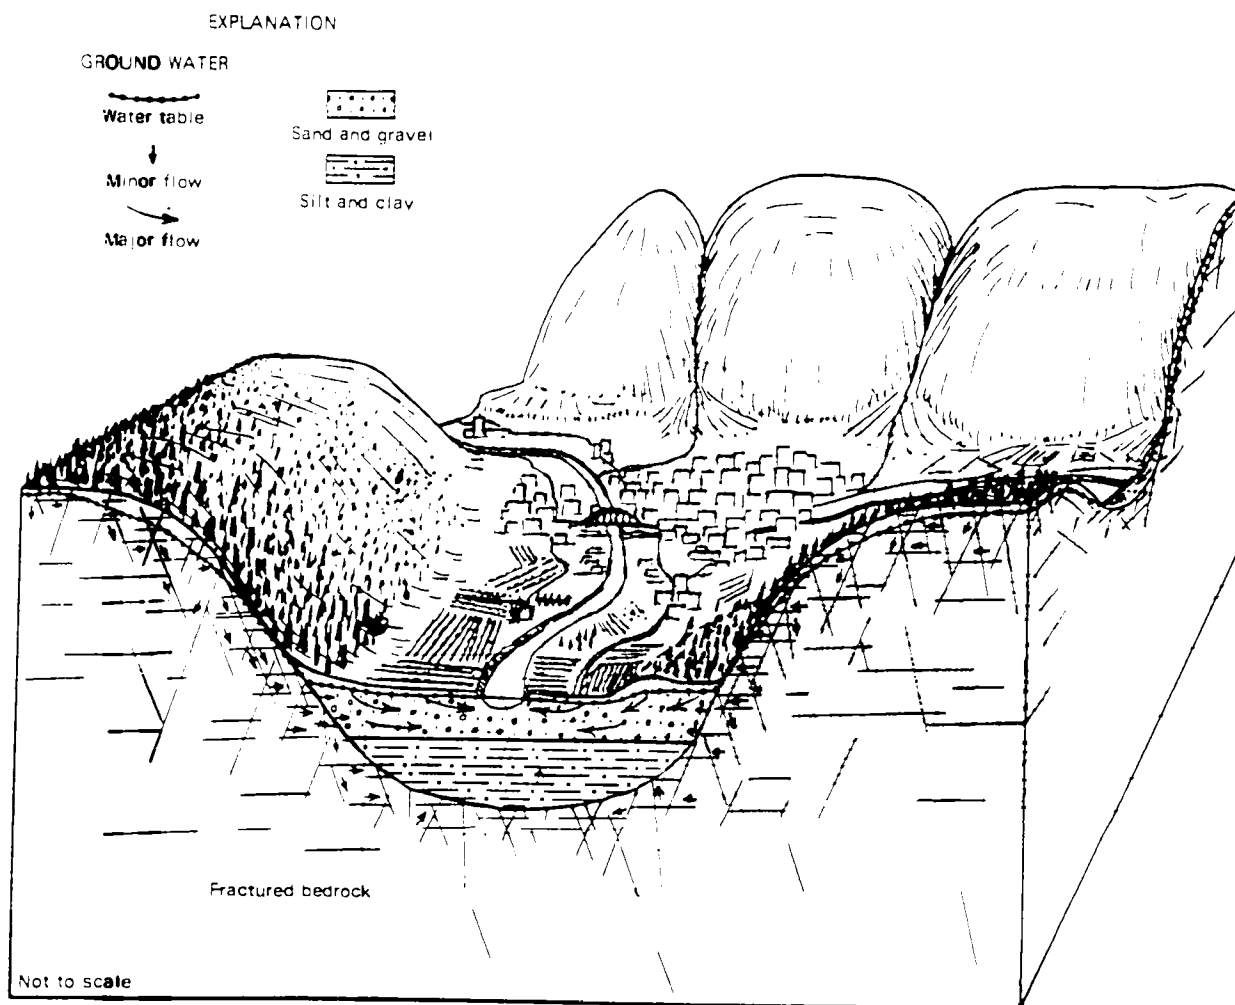 EXPLANATION
GROUND WATER
Water table
Minor flow
Major flow
Sand and gravel
Silt and clay
Fractured bedrock
Not to scale